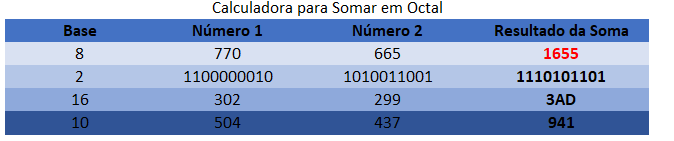 Calculadora para Somar em Octal
Base Número 1 Número 2 Resultado da Soma
8 770 665 1655
2 1100000010 1010011001 1110101101
16 302 299 3AD
10 504 437 941